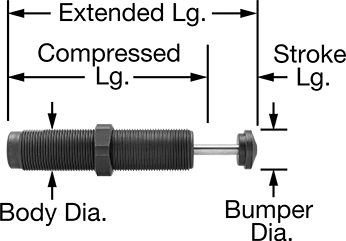 Extended Lg.
Compressed
Lg.
Stroke
Lg.
Body Dia.
Bumper
Dia.